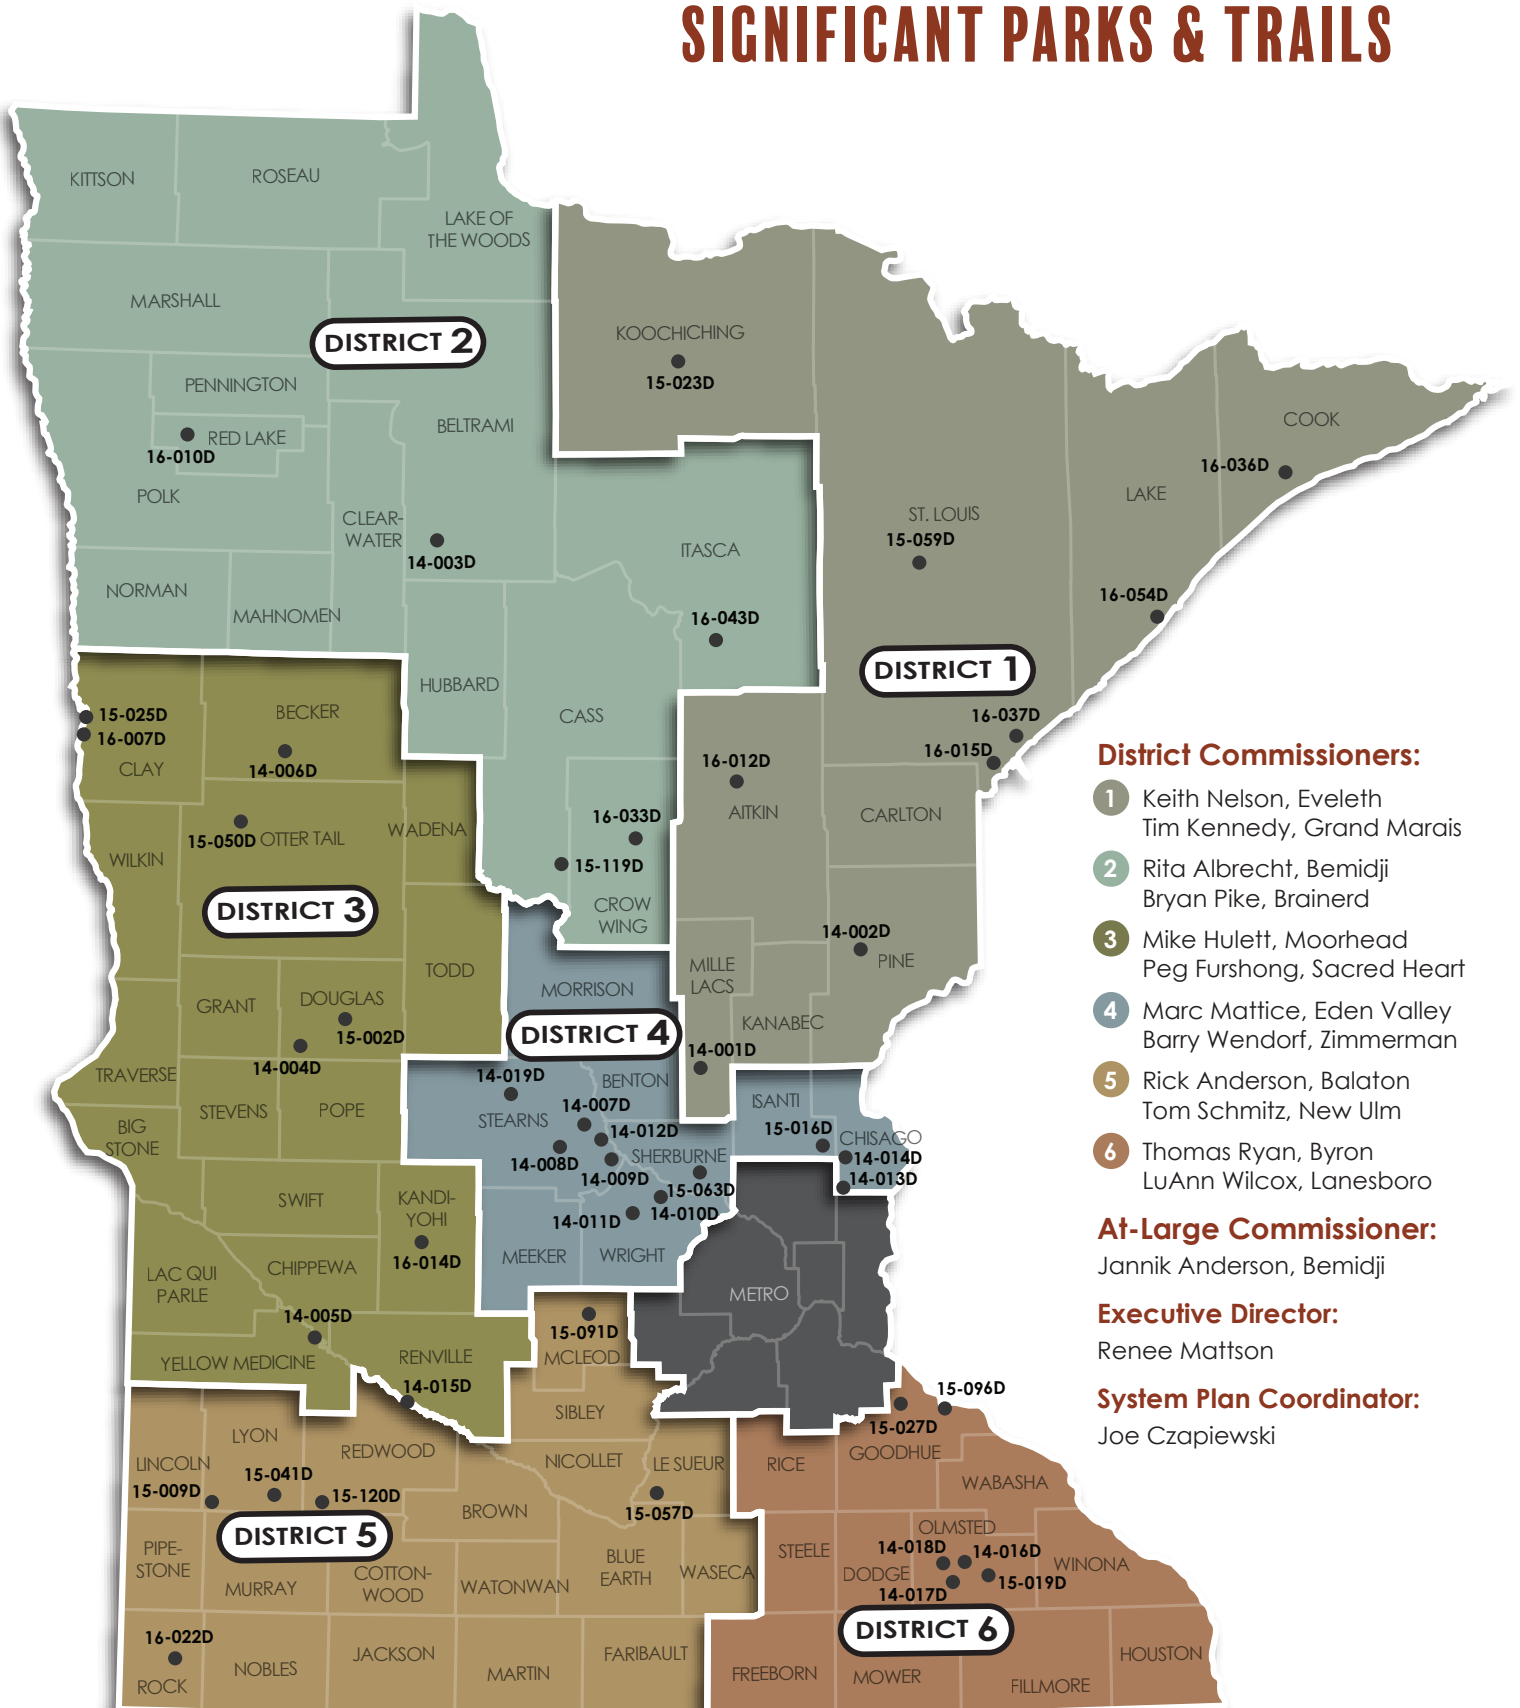 SIGNIFICANT PARKS & TRAILS
KITTSON
ROSEAU
LAKE OF
THE WOODS
MARSHALL
DISTRICT 2
KOOCHICHING
15-023D
PENNINGTON
RED LAKE
16-010D
BELTRAMI
COOK
16-036D
POLK
LAKE
CLEAR-
WATER
14-003D
ST. LOUIS
15-059D
ITASCA
NORMAN
MAHNOMEN
16-043D
16-054D
DISTRICT 1
HUBBARD
CASS
15-025D
16-007D
CLAY
BECKER
14-006D
16-037D
16-015D
16-012D
AITKIN
CARLTON
15-050D
OTTER TAIL
WADENA
WILKIN
16-033D
15-119D
CROW
WING
DISTRICT 3
14-002D
PINE
TODD
MILLE
LACS
MORRISON
GRANT
DOUGLAS
15-002D
14-004D
DISTRICT 4
KANABEC
14-001D
TRAVERSE
STEVENS
POPE
BIG
STONE
14-019D
STEARNS
BENTON
14-007D
14-012D
14-008D
14-009D
SHERBURNE
15-063D
14-010D
14-011D
ISANTI
15-016D
CHISAGO
14-014D
14-013D
SWIFT
KANDI-
YOHI
16-014D
MEEKER
WRIGHT
LAC QUI
PARLE
CHIPPEWA
METRO
14-005D
YELLOW MEDICINE
RENVILLE
14-015D
15-091D
MCLEOD
SIBLEY
15-096D
15-027D
GOODHUE
LYON
LINCOLN
15-009D
15-041D
REDWOOD
15-120D
NICOLLET
LE SUEUR
15-057D
RICE
WABASHA
DISTRICT 5
BROWN
PIPE-
STONE
MURRAY
COTTON-
WOOD
WATONWAN
BLUE
EARTH
WASECA
STEELE
DODGE
OLMSTED
14-018D
14-016D
14-017D
15-019D
WINONA
DISTRICT 6
16-022D
ROCK
NOBLES
JACKSON
MARTIN
FARIBAULT
FREEBORN
MOWER
FILLMORE
HOUSTON
District Commissioners:
1 Keith Nelson, Eveleth
Tim Kennedy, Grand Marais
2 Rita Albrecht, Bemidji
Bryan Pike, Brainerd
3 Mike Hulett, Moorhead
Peg Furshong, Sacred Heart
4 Marc Mattice, Eden Valley
Barry Wendorf, Zimmerman
5 Rick Anderson, Balaton
Tom Schmitz, New Ulm
6 Thomas Ryan, Byron
LuAnn Wilcox, Lanesboro
At-Large Commissioner:
Jannik Anderson, Bemidji
Executive Director:
Renee Mattson
System Plan Coordinator:
Joe Czapiewski